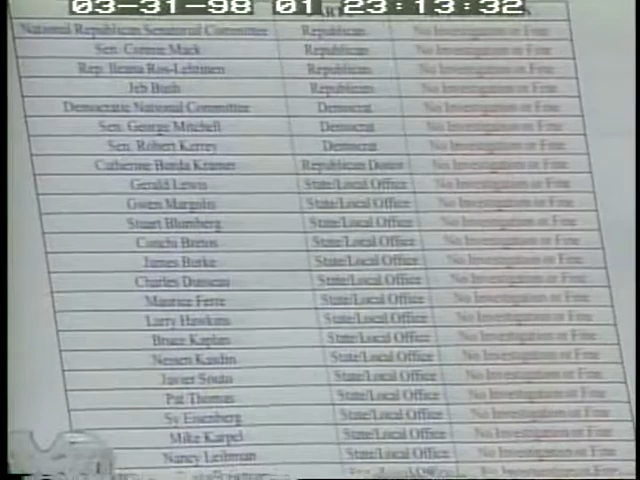 03-31-98 01 23:13:32
National Republican Senatorial Committee Republican No Investigation or Fine
Sen. Connie Mack Republican No Investigation or Fine
Rep. Ileana Ros-Lehtinen Republican No Investigation or Fine
Jeb Bush Republican No Investigation or Fine
Democratic National Committee Democrat No Investigation or Fine
Sen. George Mitchell Democrat No Investigation or Fine
Sen. Robert Kerrey Democrat No Investigation or Fine
Catherine Republican Donor No Investigation or Fine
Gerald Lewis State/Local Office No Investigation or Fine
Gwen Margolis State/Local Office No Investigation or Fine
Stuart Blumberg State/Local Office No Investigation or Fine
Conchi State/Local Office No Investigation or Fine
James Burke State/Local Office No Investigation or Fine
Charles State/Local Office No Investigation or Fine
Maurice Ferre State/Local Office No Investigation or Fine
Larry Hawkins State/Local Office No Investigation or Fine
Bruce Kaplan State/Local Office No Investigation or Fine
State/Local Office No Investigation or Fine
Javier Souto State/Local Office No Investigation or Fine
Pat Thomas State/Local Office No Investigation or Fine
Sy Eisenberg State/Local Office No Investigation or Fine
Mike Karpel State/Local Office No Investigation or Fine
Nancy State/Local Office No Investigation or Fine